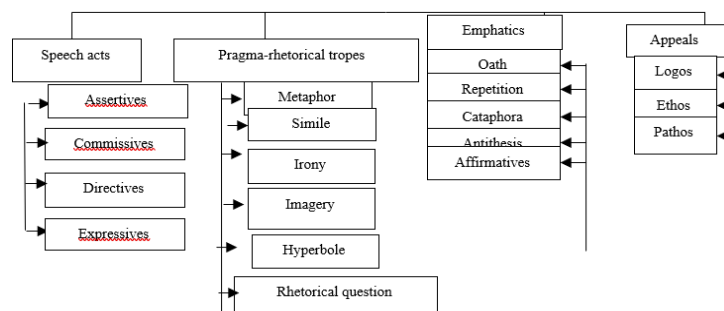 Speech acts
Assertives
Commissives
Directives
Expressives
Pragma-rhetorical tropes
Metaphor
Simile
Irony
Imagery
Hyperbole
Rhetorical question
Emphatics
Oath
Repetition
Cataphora
Antithesis
Affirmatives
Appeals
Logos
Ethos
Pathos